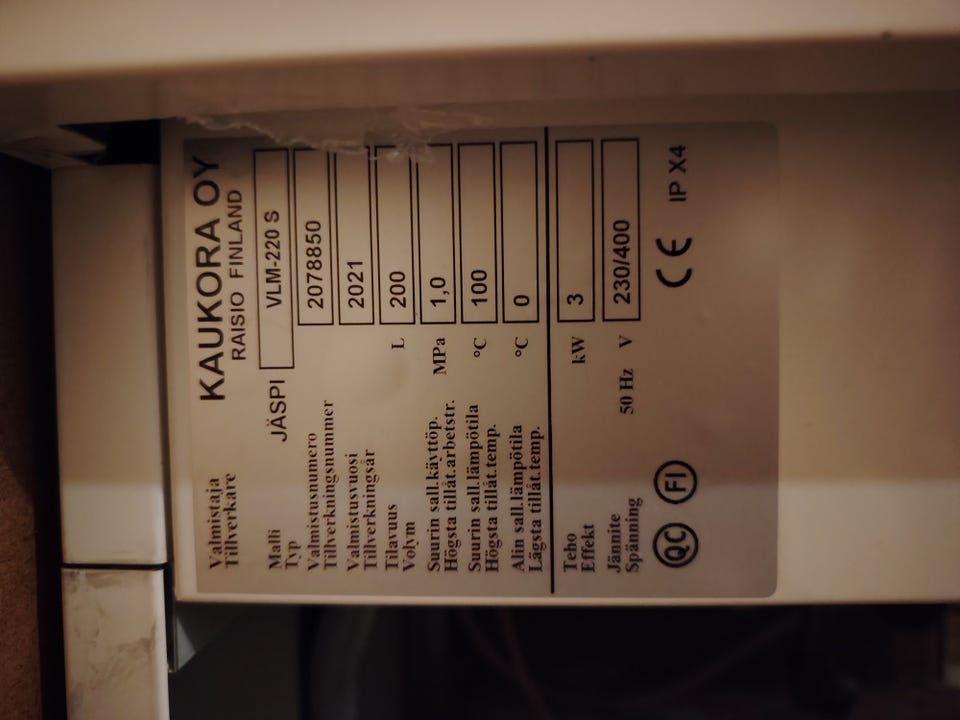 Valmistaja KAUKORA OY
Tillverkare RAISIO FINLAND
Malli JÄSPI VLM-220 S
Typ
Valmistusnumero 2078850
Tillverkningsnummer
Valmistusvuosi 2021
Tillverkningsår
Tilavuus L 200
Volym
Suurin sall.käyttöp. MPa 1,0
Högsta tillåt.arbetstr.
Suurin sall.lämpötila °C 100
Högsta tillåt.temp.
Alin sall.lämpötila °C 0
Lägsta tillåt.temp.
Teho kW 3
Effekt
Jännite 50 Hz V 230/400
Spänning
QC FI CE IP X4